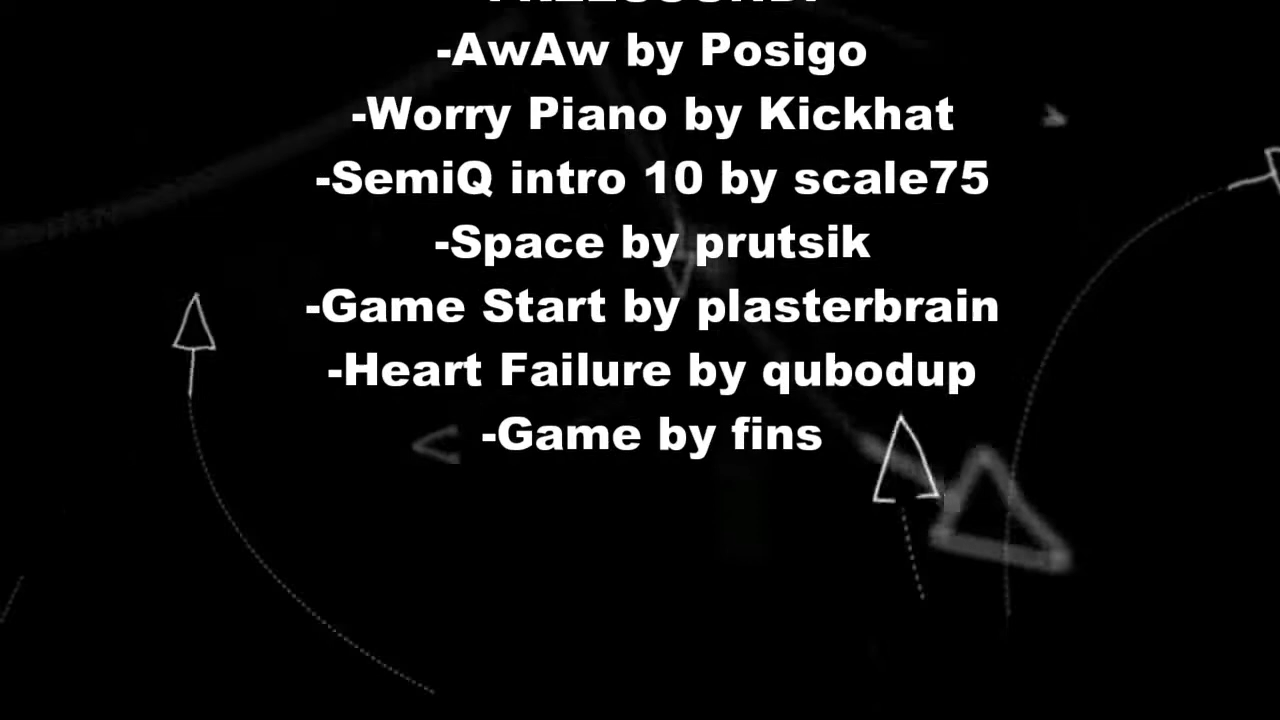 -AwAw by Posigo
-Worry Piano by Kickhat
-SemiQ intro 10 by scale75
-Space by prutsik
-Game Start by plasterbrain
-Heart Failure by qubodup
-Game by fins